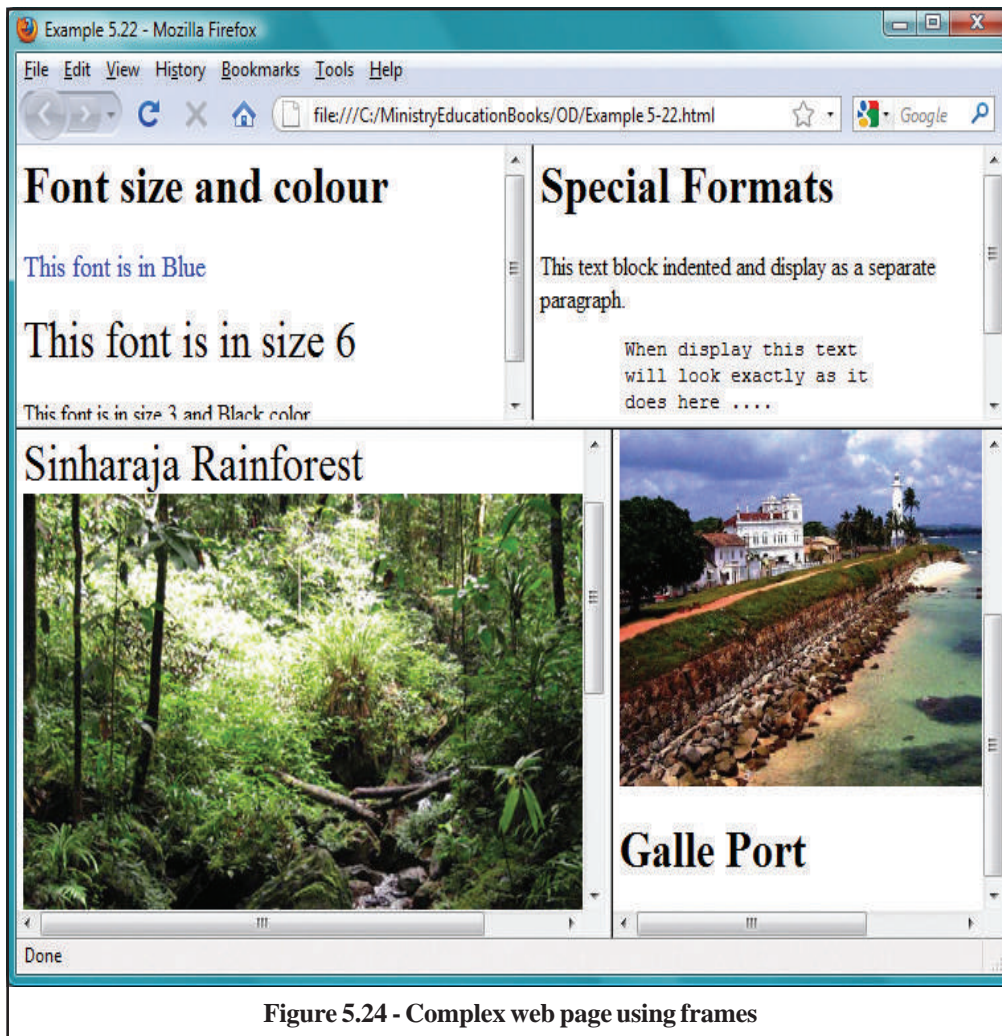 Example 5.22 - Mozilla Firefox
File Edit View History Bookmarks Tools Help
file:///C:/MinistryEducationBooks/OD/Example 5-22.html
Google
Font size and colour
This font is in Blue
This font is in size 6
This font is in size 3 and Black color
Special Formats
This text block indented and display as a separate
paragraph.
When display this text
will look exactly as it
does here ....
Sinharaja Rainforest
Galle Port
Done
Figure 5.24 - Complex web page using frames